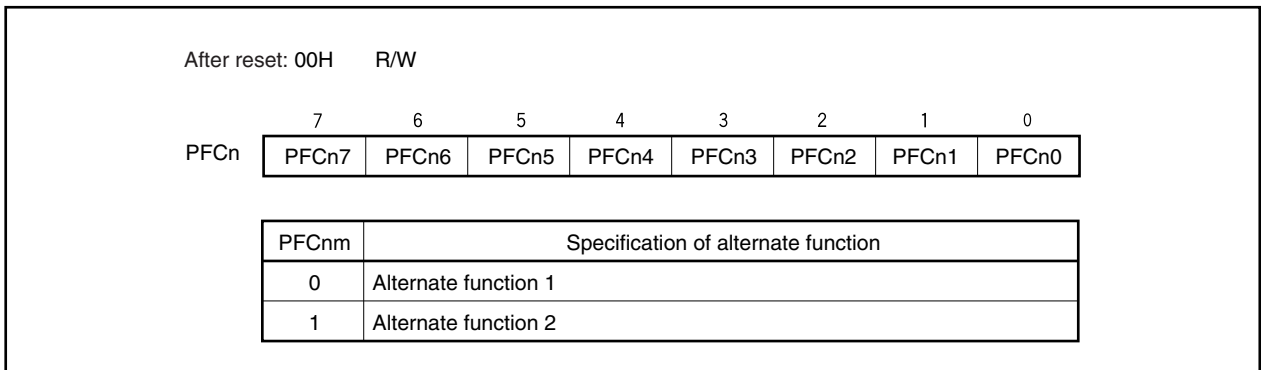 After reset: 00H R/W
7 6 5 4 3 2 1 0
PFCn PFCn7 PFCn6 PFCn5 PFCn4 PFCn3 PFCn2 PFCn1 PFCn0
PFCnm Specification of alternate function
0 Alternate function 1
1 Alternate function 2